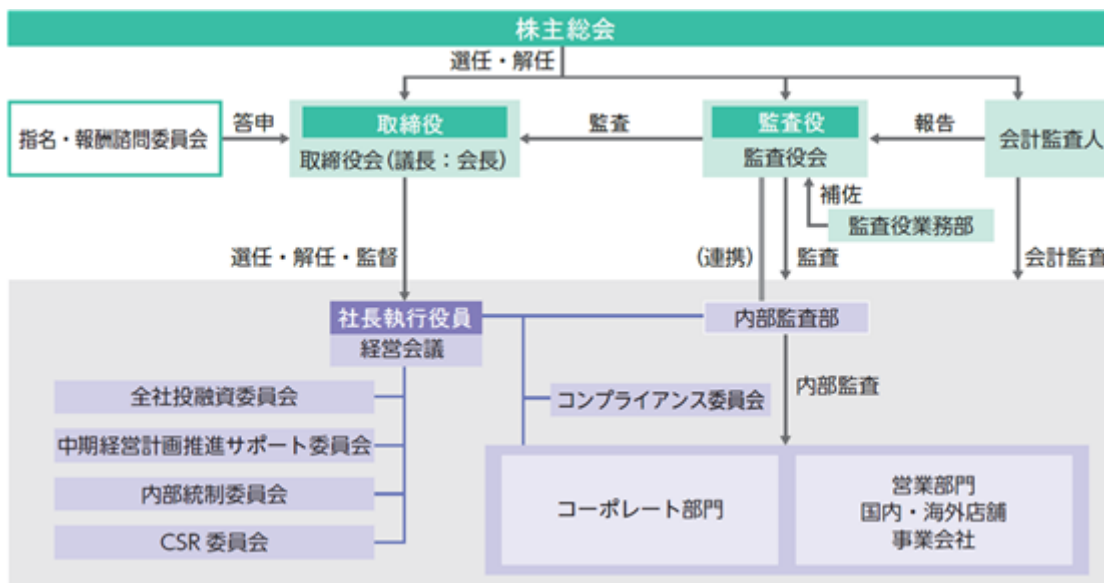 株主総会
選任・解任
指名・報酬諮問委員会
答申
取締役
取締役会(議長：会長)
監査
監査役
監査役会
報告
会計監査人
補佐
監査役業務部
選任・解任・監督
(連携)
監査
会計監査
社長執行役員
経営会議
内部監査部
全社投融資委員会
コンプライアンス委員会
内部監査
中期経営計画推進サポート委員会
内部統制委員会
CSR 委員会
コーポレート部門
営業部門
国内・海外店舗
事業会社